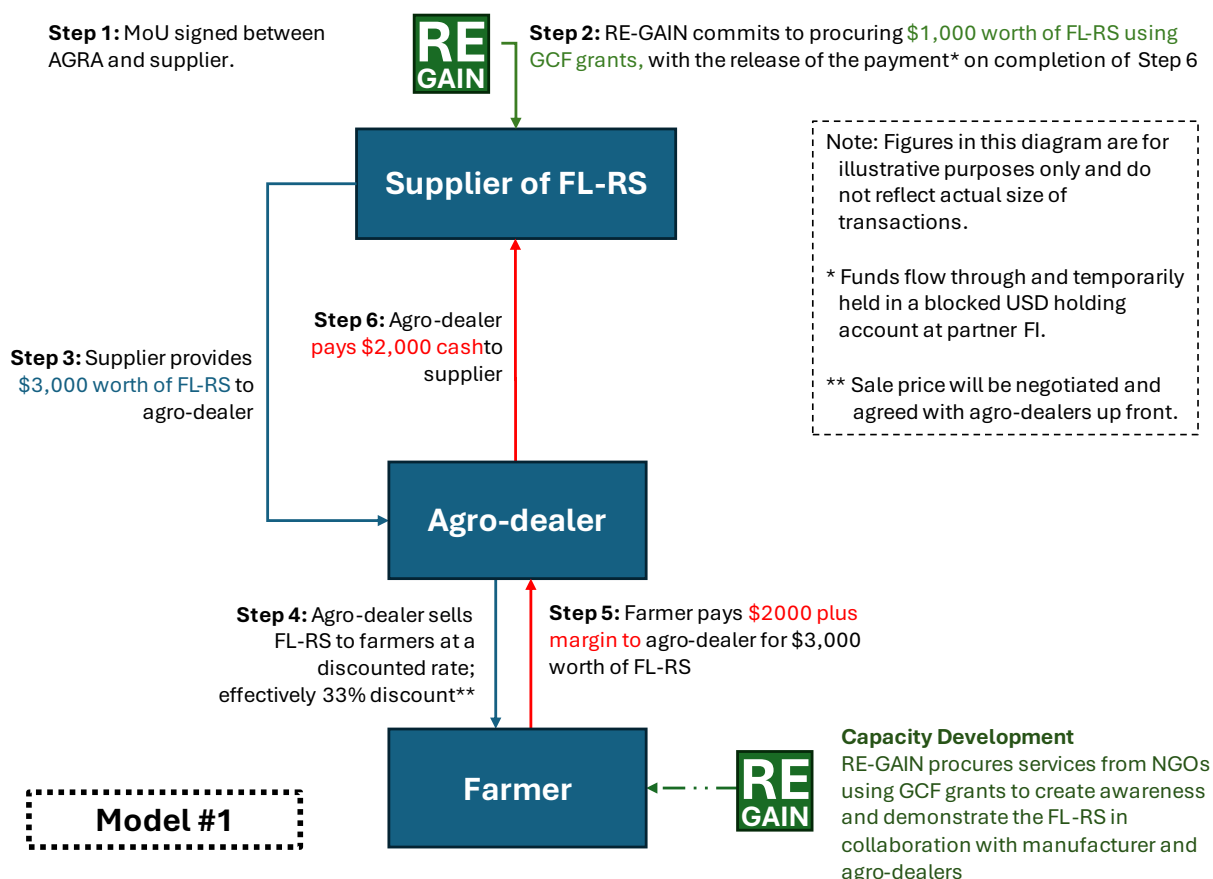 Step 1: MoU signed between
AGRA and supplier.
RE
GAIN
Step 2: RE-GAIN commits to procuring $1,000 worth of FL-RS using
GCF grants, with the release of the payment* on completion of Step 6
Supplier of FL-RS
Note: Figures in this diagram are for
illustrative purposes only and do
not reflect actual size of
transactions.
* Funds flow through and temporarily
held in a blocked USD holding
account at partner FI.
** Sale price will be negotiated and
agreed with agro-dealers up front.
Step 6: Agro-dealer
pays $2,000 cashto
supplier
Step 3: Supplier provides
$3,000 worth of FL-RS to
agro-dealer
Agro-dealer
Step 4: Agro-dealer sells
FL-RS to farmers at a
discounted rate;
effectively 33% discount**
Step 5: Farmer pays $2000 plus
margin to agro-dealer for $3,000
worth of FL-RS
Farmer
RE
GAIN
Capacity Development
RE-GAIN procures services from NGOs
using GCF grants to create awareness
and demonstrate the FL-RS in
collaboration with manufacturer and
agro-dealers
Model #1